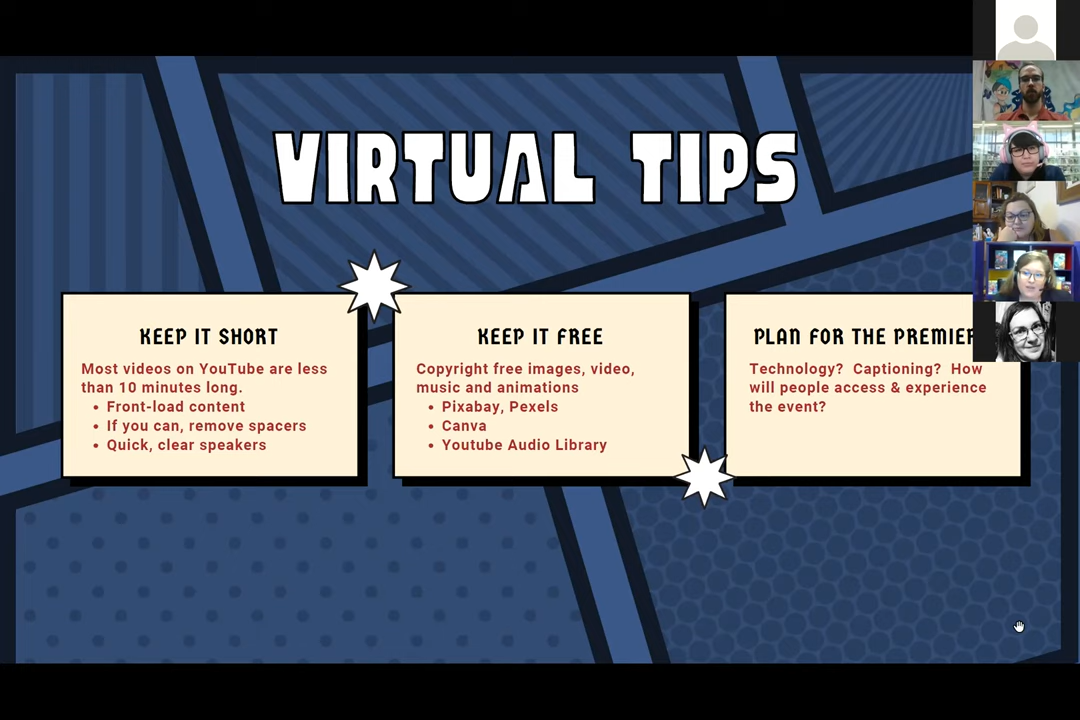 VIRTUAL TIPS
KEEP IT SHORT
Most videos on YouTube are less
than 10 minutes long.
• Front-load content
• If you can, remove spacers
• Quick, clear speakers
KEEP IT FREE
Copyright free images, video,
music and animations
• Pixabay, Pexels
• Canva
• Youtube Audio Library
PLAN FOR THE
Technology? Captioning? How
will people access & experience
the event?